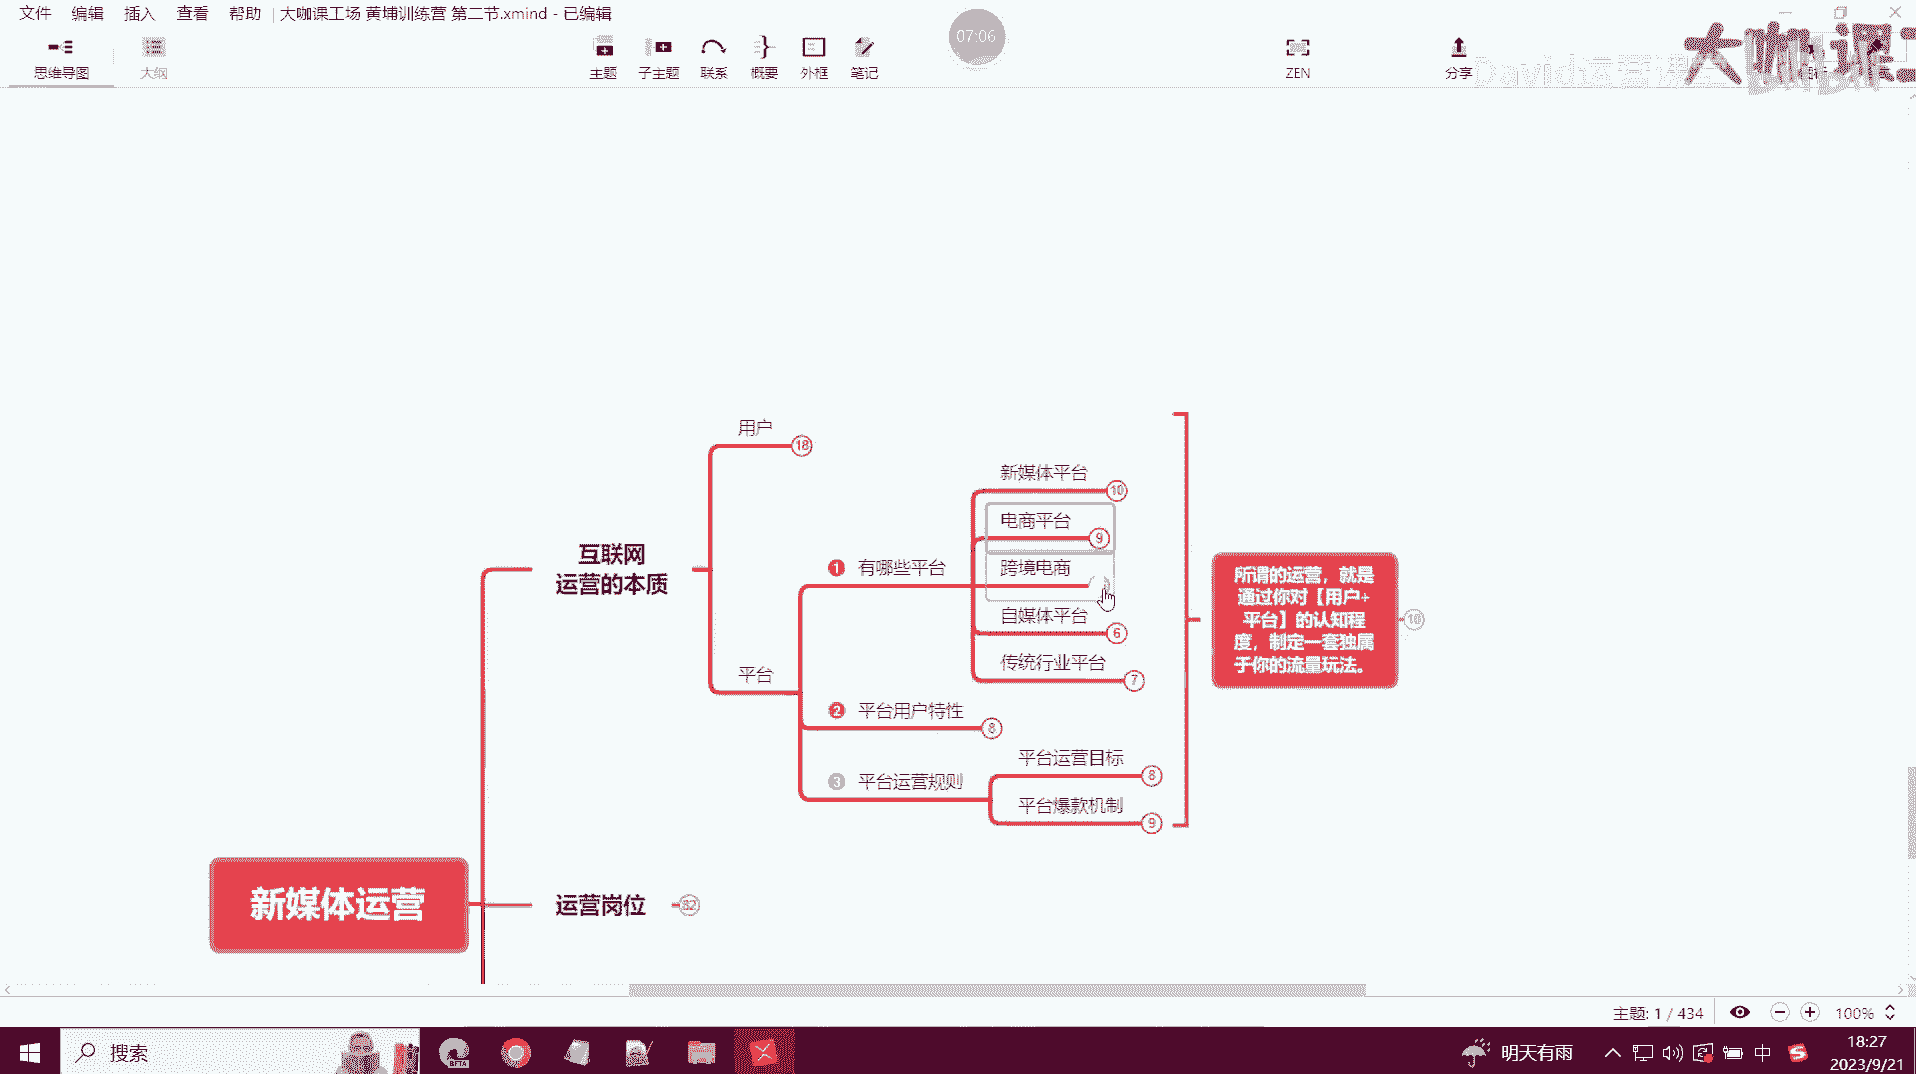 文件 编辑 插入 查看 帮助 大咖课工场 黄埔训练营 第二节.xmind - 已编辑
思维导图
大纲
主题
子主题
联系
概要
外框
笔记
07:06
ZEN
分享
大咖课
用户
18
新媒体平台
10
电商平台
9
跨境电商
自媒体平台
6
传统行业平台
7
1 有哪些平台
互联网
运营的本质
平台
2 平台用户特性
8
3 平台运营规则
平台运营目标
8
平台爆款机制
9
所谓的运营，就是
通过你对【用户+
平台】的认知程
度，制定一套独属
于你的流量玩法。
新媒体运营
运营岗位
主题: 1 / 434
100%
搜索
BETA
明天有雨
中
18:27
2023/9/21